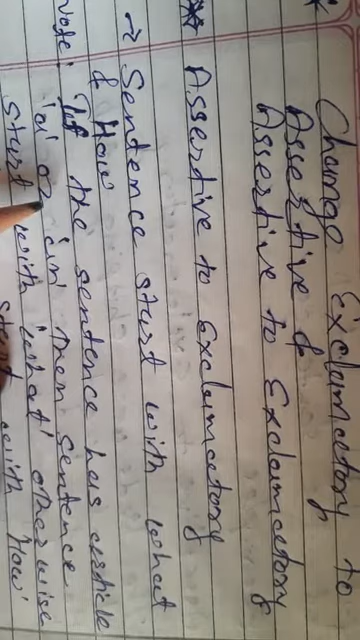 * Change Exclamatory to
Assertive &
Assertive to Exclamatory
** Assertive to Exclamatory
→ Sentence start with what
& How
Note: If the sentence has article
'a' or 'an' then sentence
start with 'what' otherwise
start with 'How'